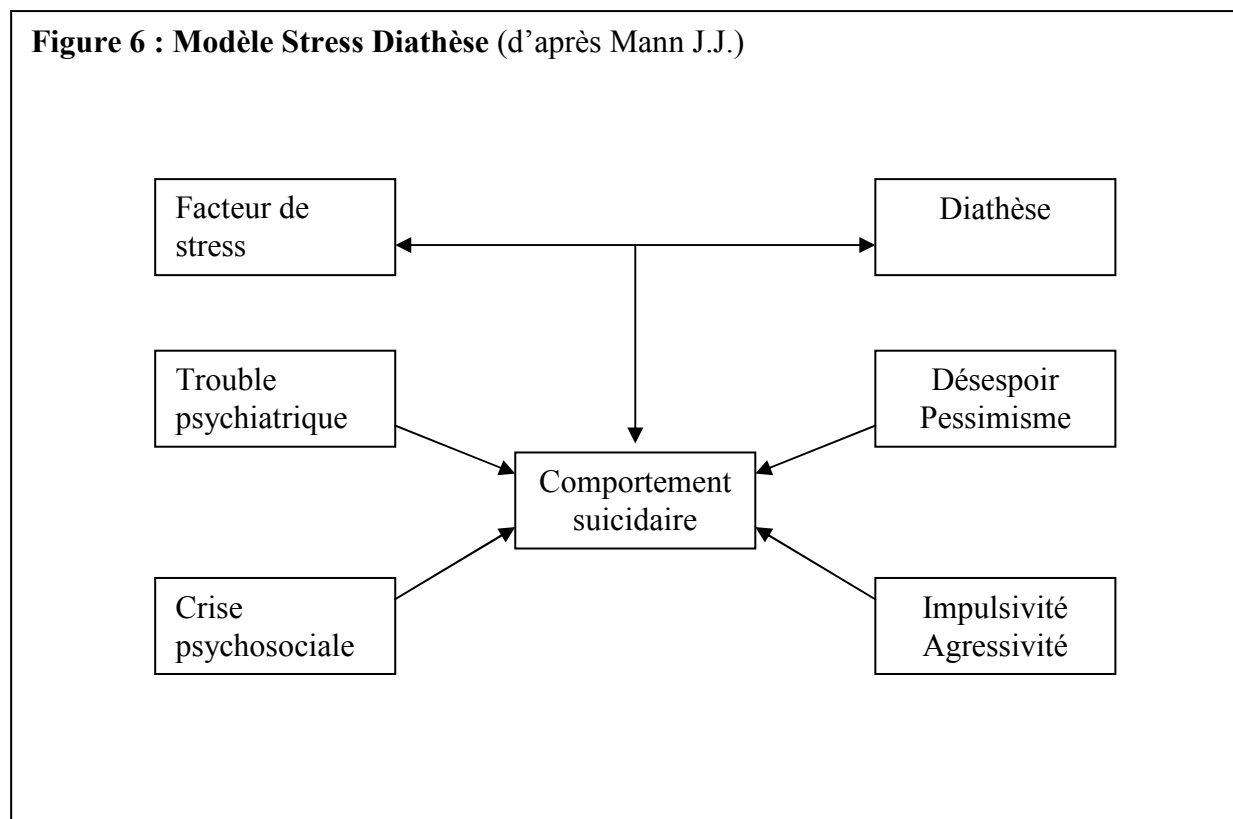 Figure 6 : Modèle Stress Diathèse (d'après Mann J.J.)
Facteur de
stress
Diathèse
Trouble
psychiatrique
Désespoir
Pessimisme
Comportement
suicidaire
Crise
psychosociale
Impulsivité
Agressivité